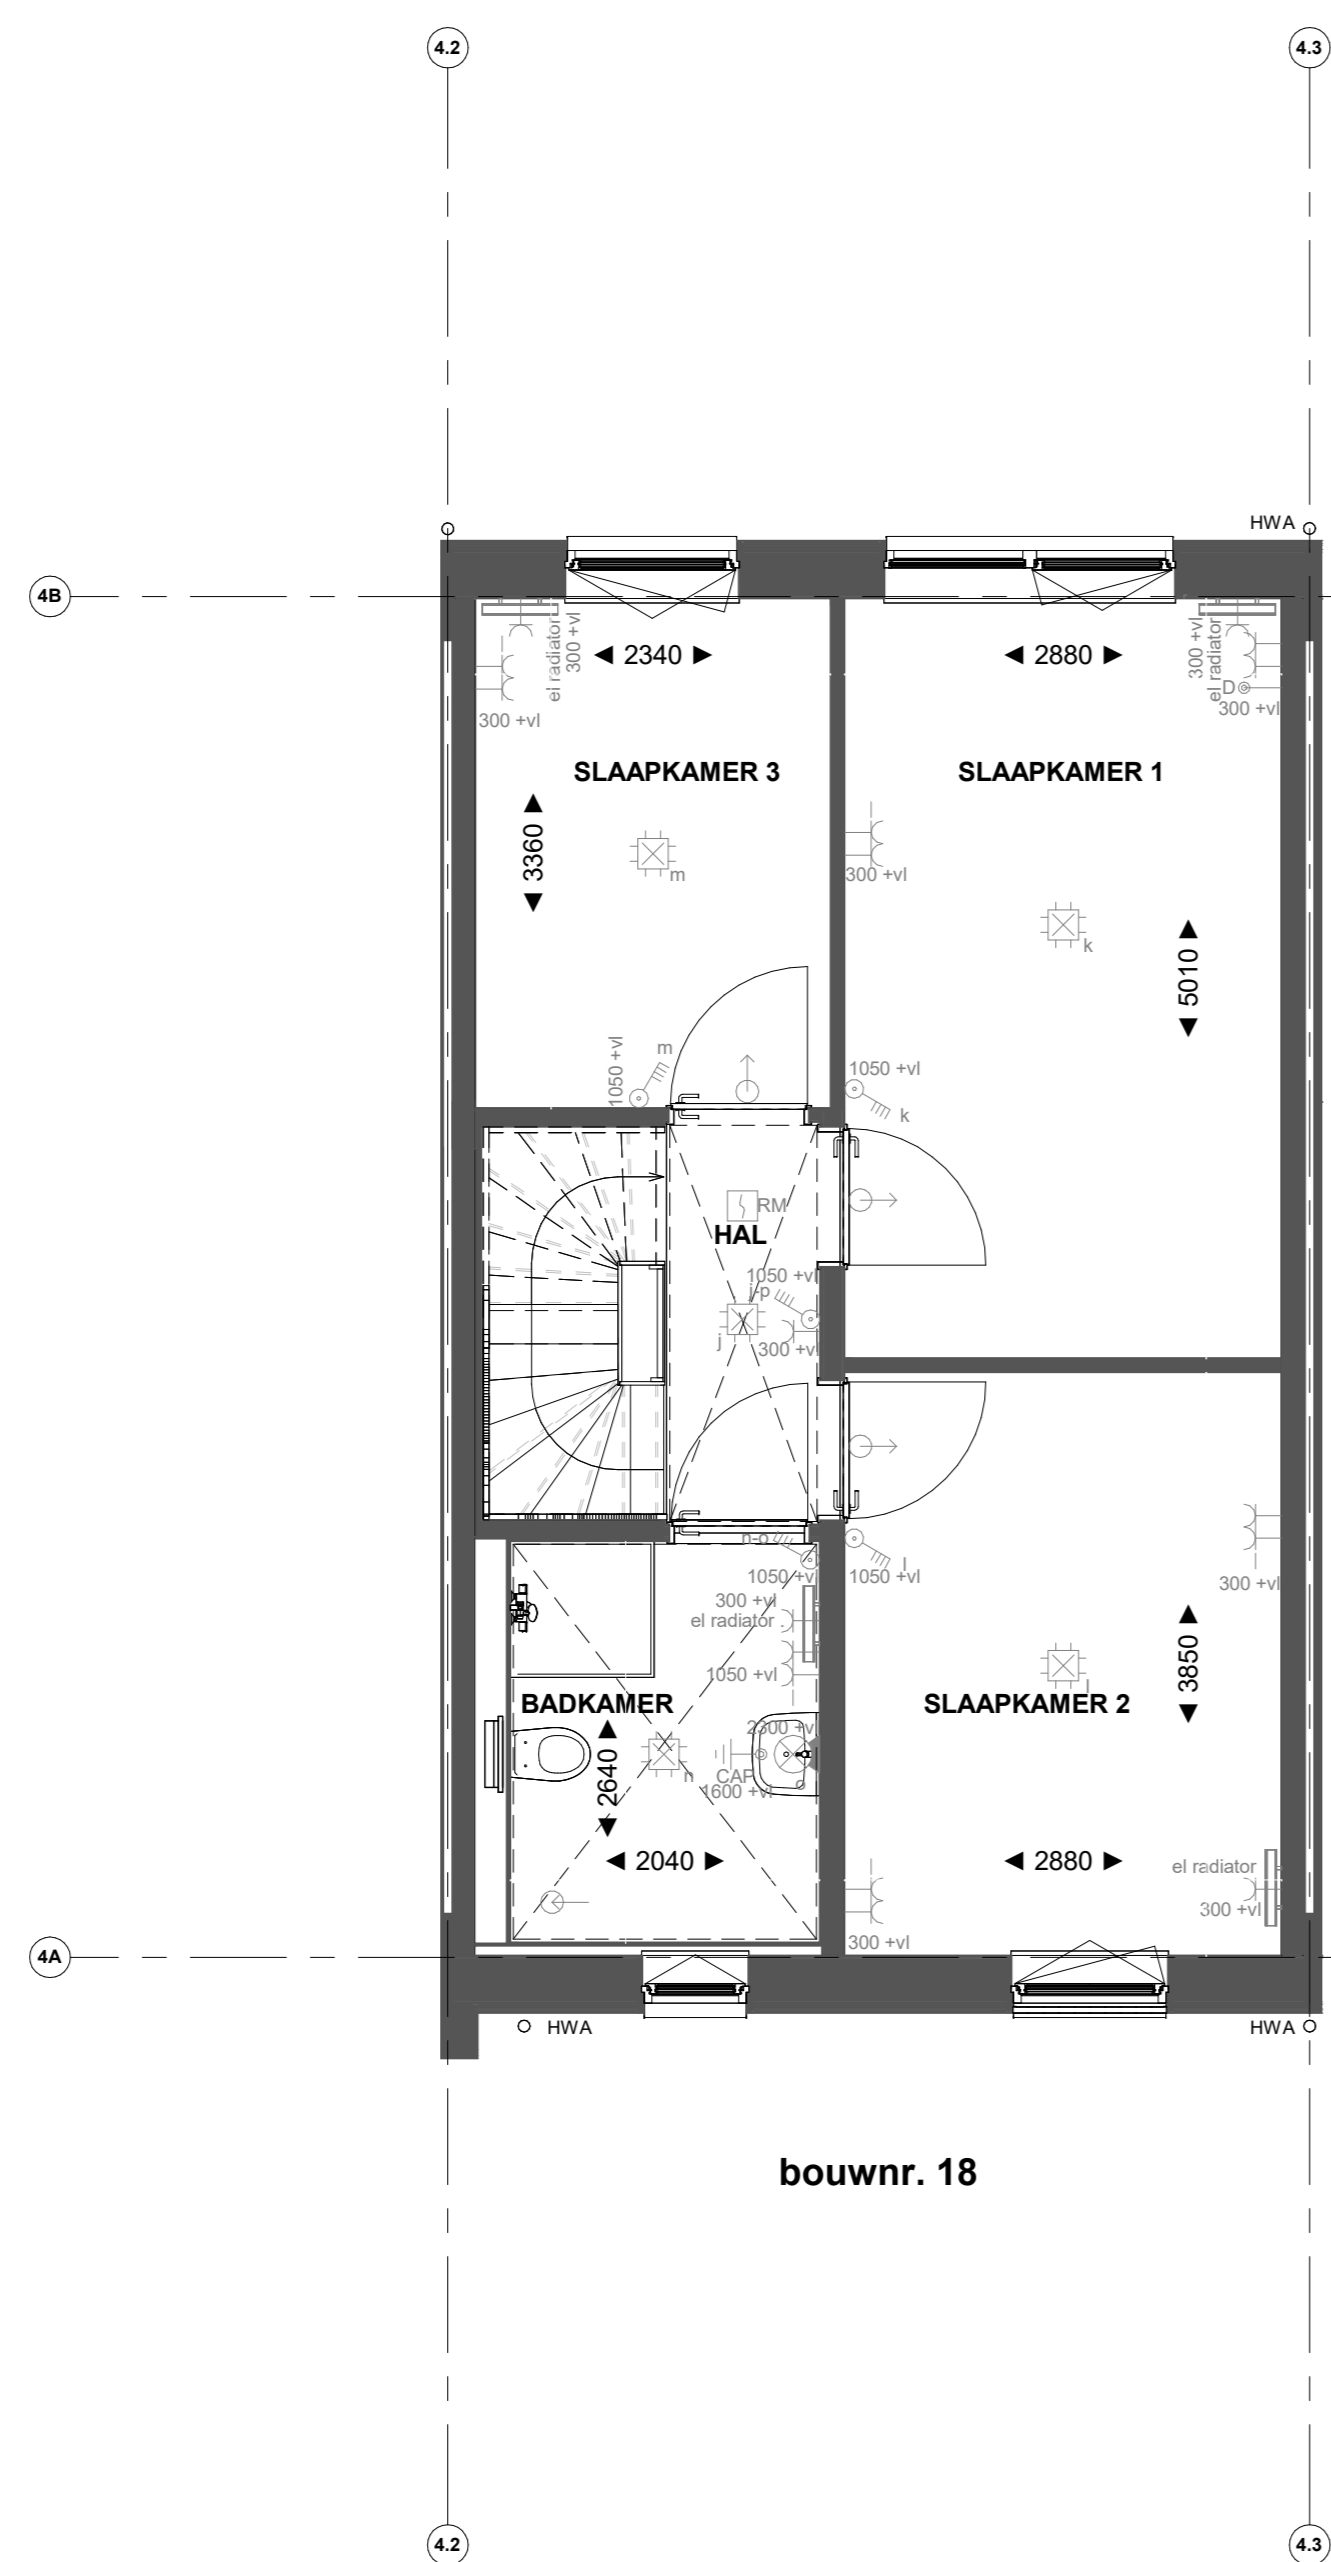 4.2
4.3
HWA
4B
el radiator
300 +vl
2340
2880
300 +vl
el radiator
300 +vl
D
300 +vl
SLAAPKAMER 3
SLAAPKAMER 1
3360
300 +vl
m
k
5010
1050 +vl
m
1050 +vl
k
RM
HAL
1050 +vl
j-p
j
300 +vl
n-o
1050 +vl
l
1050 +vl
300 +vl
300 +vl
el radiator
1050 +vl
3850
l
BADKAMER
SLAAPKAMER 2
2300 +vl
2640
n
CAP
1600 +vl
o
2040
2880
el radiator
300 +vl
300 +vl
4A
HWA
HWA
bouwnr. 18
4.2
4.3